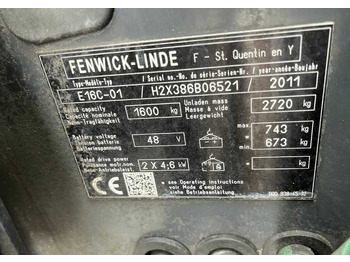 FENWICK-LINDE F - St. Quentin en Y
Type-Modèle-Typ / Serial no-No de série-Serien-Nr. / year-année-Baujahr
E16C-01 / H2X386B06521 / 2011
Rated capacity
Capacité nominale
Nenn-Tragfähigkeit
1600 kg
Unladen mass
Masse à vide
Leergewicht
2720 kg
Battery voltage
Tension batterie
Batteriespannung
48 V
max 743 kg
min 673 kg
Rated drive power
Puissance motr.nom.
Nenn-Antriebsleist.
2 X 4.6 kW
CE
see Operating instructions
voir Mode d'emploi
siehe Betriebsanleitung